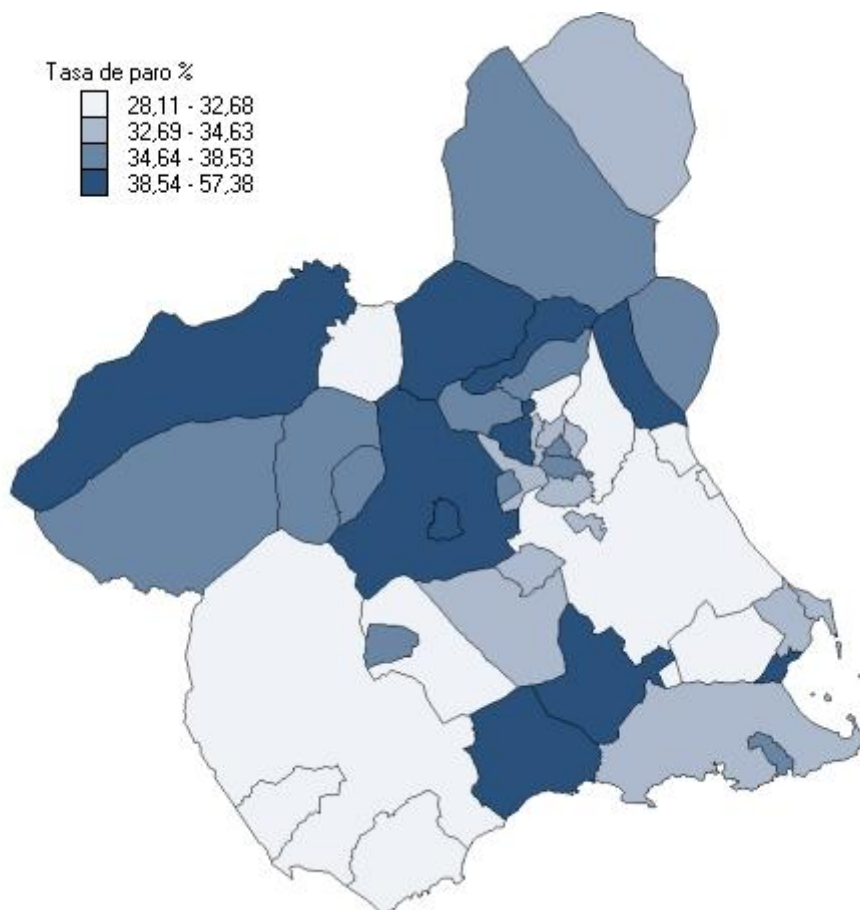 Tasa de paro %
28,11 - 32,68
32,69 - 34,63
34,64 - 38,53
38,54 - 57,38